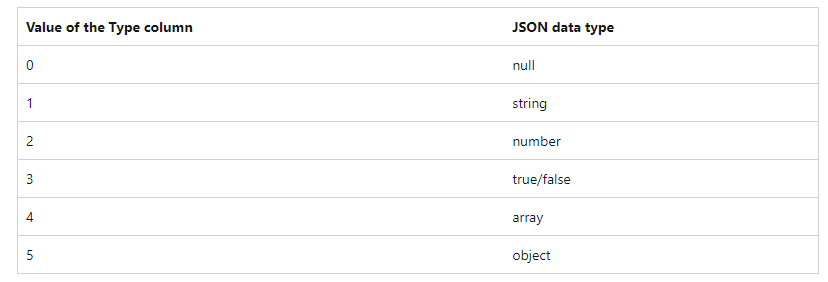 Value of the Type column JSON data type
0 null
1 string
2 number
3 true/false
4 array
5 object